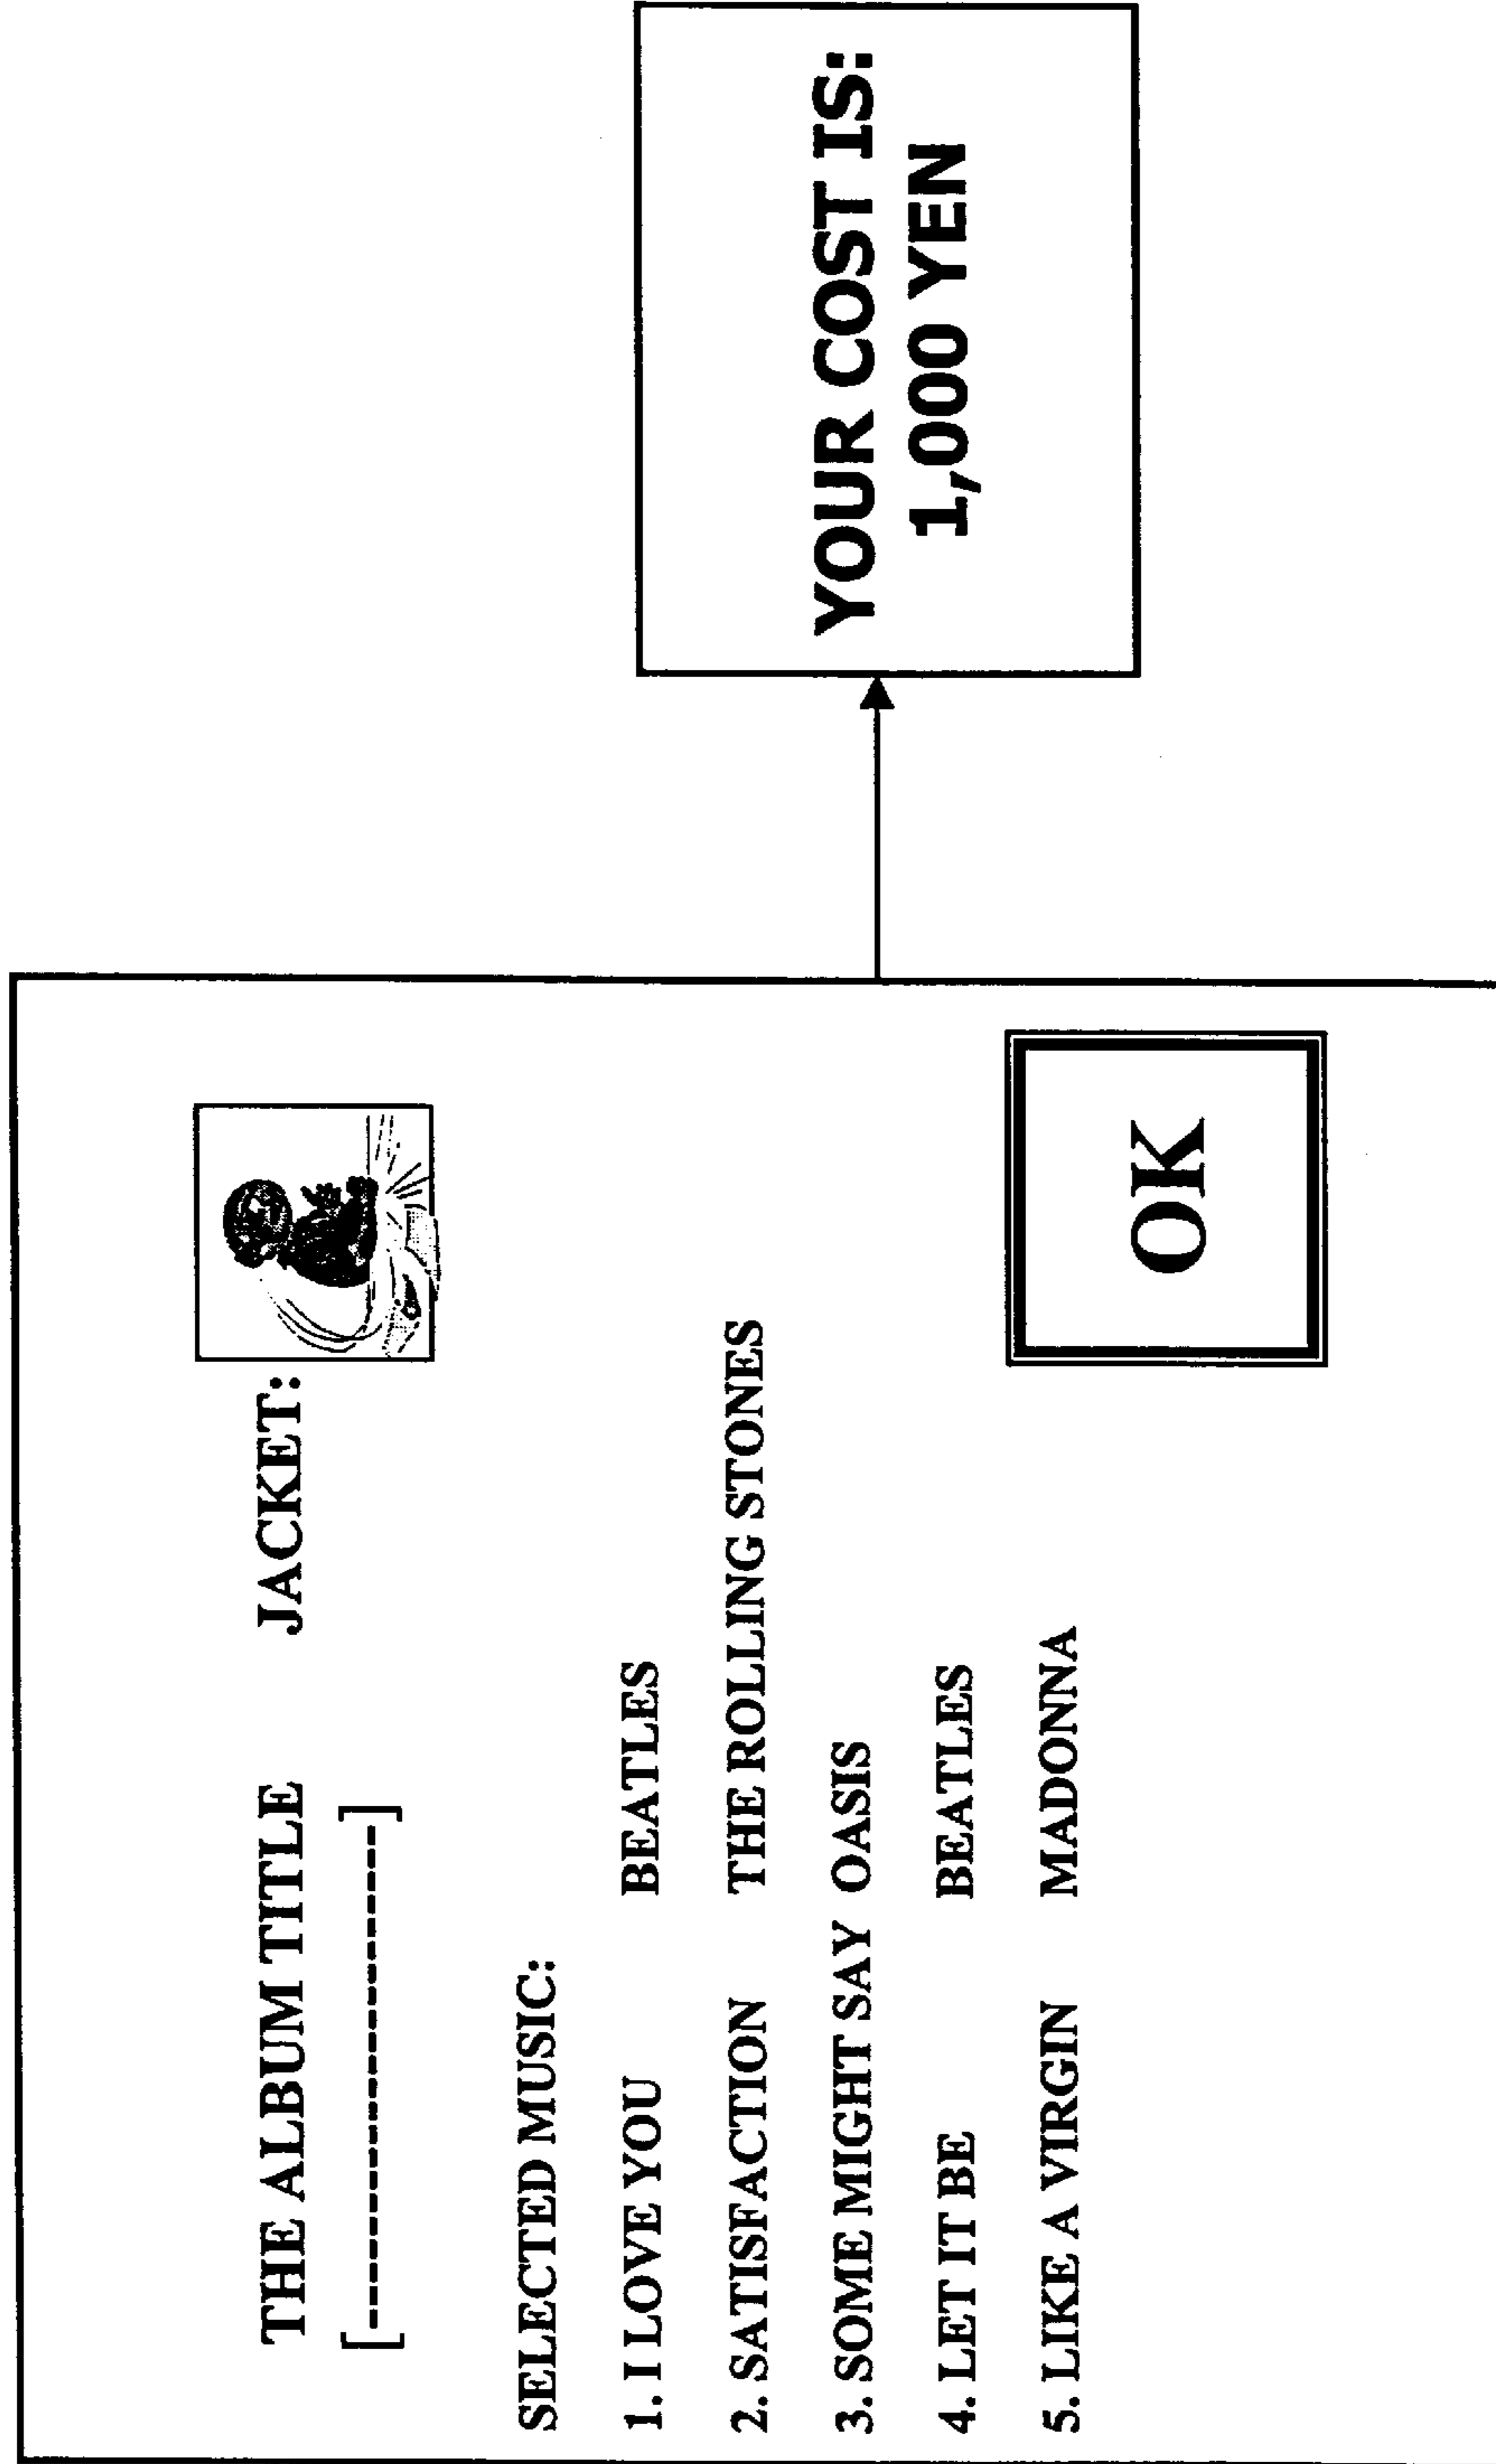 THE ALBUM TITLE JACKET:
[-----------------------]
SELECTED MUSIC:
1. I LOVE YOU BEATLES
2. SATISFACTION THE ROLLING STONES
3. SOME MIGHT SAY OASIS
4. LET IT BE BEATLES
5. LIKE A VIRGIN MADONNA
OK
YOUR COST IS:
1,000 YEN